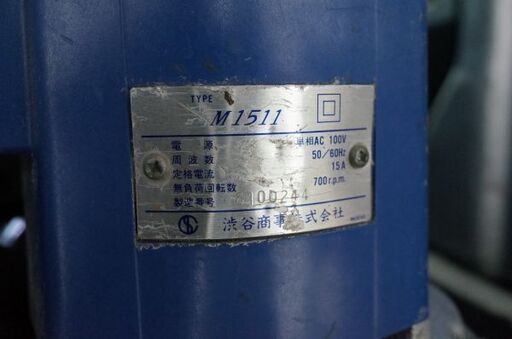 TYPE
M1511
電源 単相AC 100V
周波数 50/60Hz
定格電流 15A
無負荷回転数 700r.p.m.
製造番号
渋谷商事株式会社